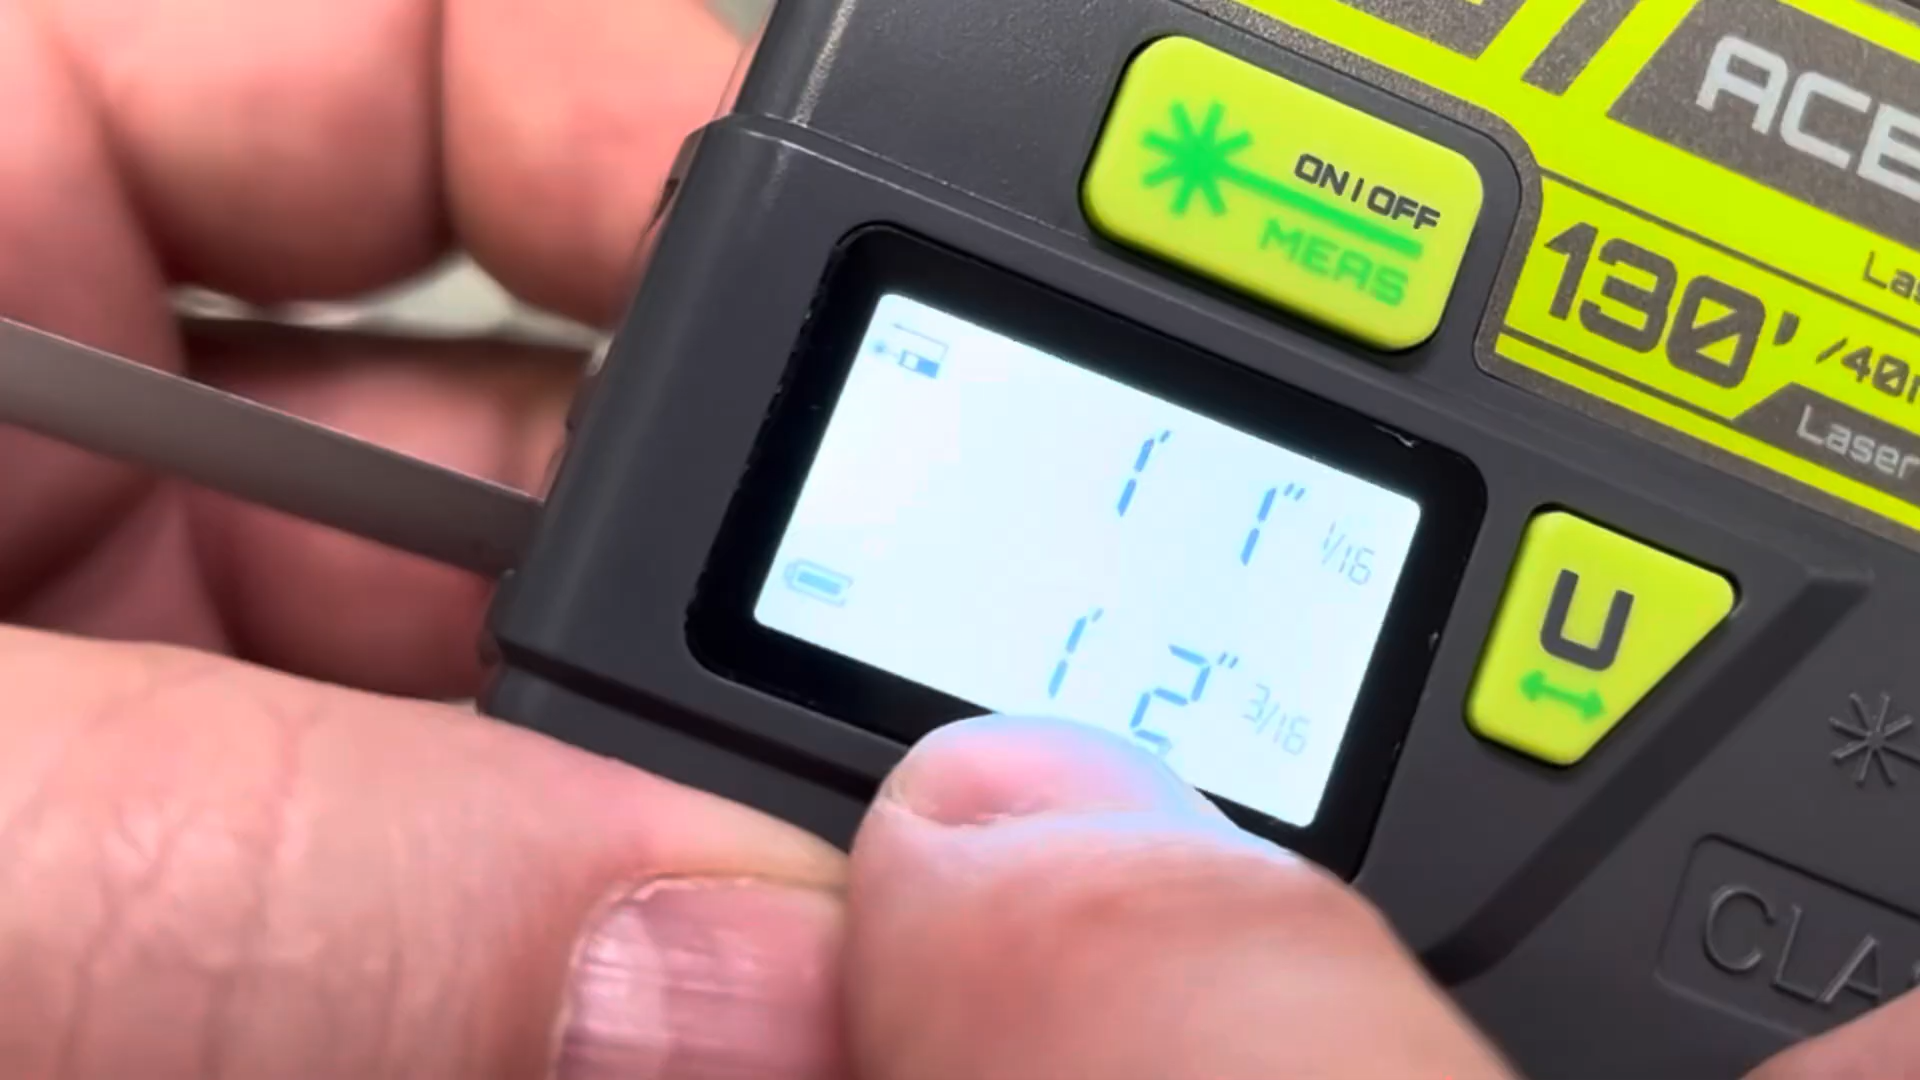 ACE
ON|OFF
MEAS
130'/40
Las
Laser
1' 1" 1/16
1' 2" 3/16
U
CLA